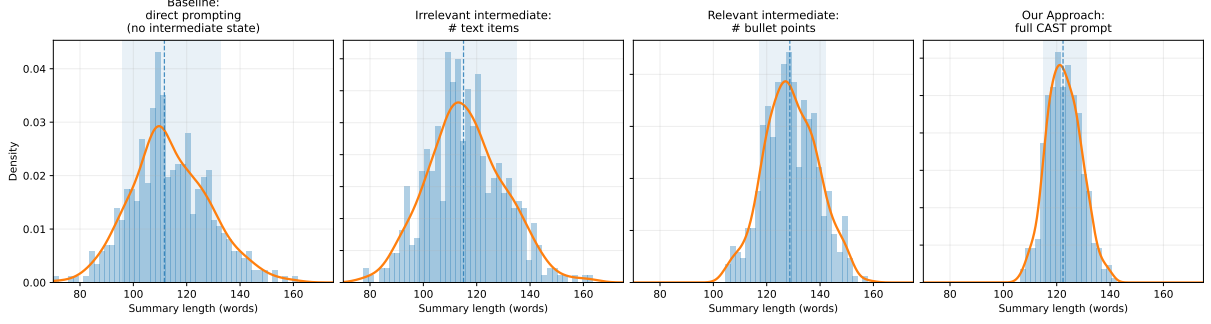 Baseline:
direct prompting
(no intermediate state)
Irrelevant intermediate:
# text items
Relevant intermediate:
# bullet points
Our Approach:
full CAST prompt
Density
0.04
0.03
0.02
0.01
0.00
80 100 120 140 160
80 100 120 140 160
80 100 120 140 160
80 100 120 140 160
Summary length (words)
Summary length (words)
Summary length (words)
Summary length (words)